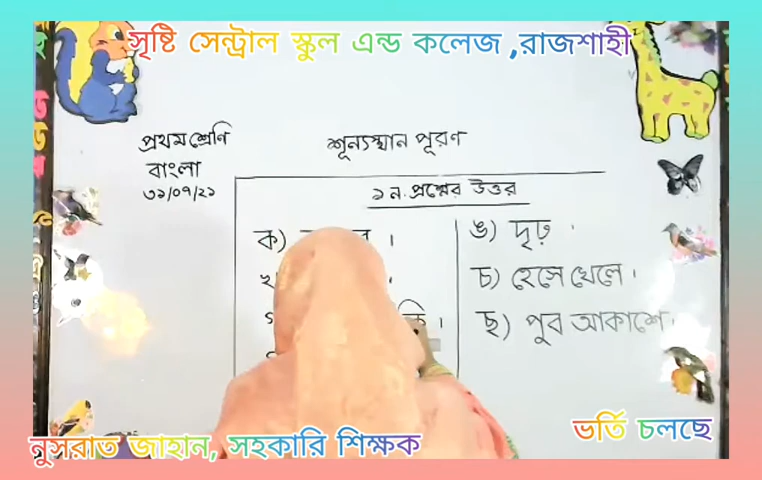 সৃষ্টি সেন্ট্রাল স্কুল এন্ড কলেজ ,রাজশাহী
প্রথম শ্রেণি
বাংলা
৩১/০৭/২১
শূন্যস্থান পূরণ
১ ন. প্রশ্নের উত্তর
ক)
খ
ঙ) দৃঢ়
চ) হেসে খেলে।
ছ) পুব আকাশে।
ভর্তি চলছে
নুসরাত জাহান, সহকারি শিক্ষক